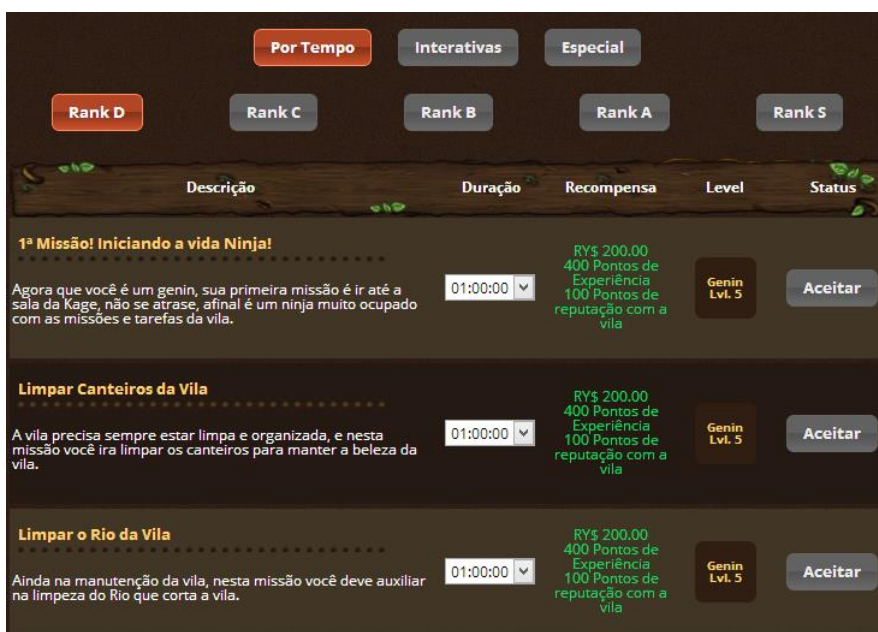 Por Tempo Interativas Especial
Rank D Rank C Rank B Rank A Rank S
Descrição Duração Recompensa Level Status
1ª Missão! Iniciando a vida Ninja!
Agora que você é um genin, sua primeira missão é ir até a
sala da Kage, não se atrase, afinal é um ninja muito ocupado
com as missões e tarefas da vila.
01:00:00
RY$ 200.00
400 Pontos de
Experiência
100 Pontos de
reputação com a
vila
Genin
Lvl. 5
Aceitar
Limpar Canteiros da Vila
A vila precisa sempre estar limpa e organizada, e nesta
missão você ira limpar os canteiros para manter a beleza da
vila.
01:00:00
RY$ 200.00
400 Pontos de
Experiência
100 Pontos de
reputação com a
vila
Genin
Lvl. 5
Aceitar
Limpar o Rio da Vila
Ainda na manutenção da vila, nesta missão você deve auxiliar
na limpeza do Rio que corta a vila.
01:00:00
RY$ 200.00
400 Pontos de
Experiência
100 Pontos de
reputação com a
vila
Genin
Lvl. 5
Aceitar